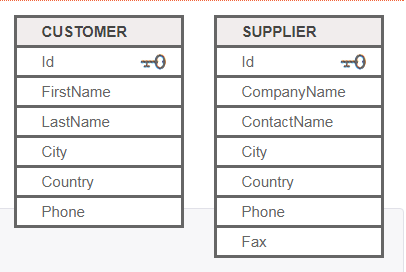 CUSTOMER
Id
FirstName
LastName
City
Country
Phone
SUPPLIER
Id
CompanyName
ContactName
City
Country
Phone
Fax